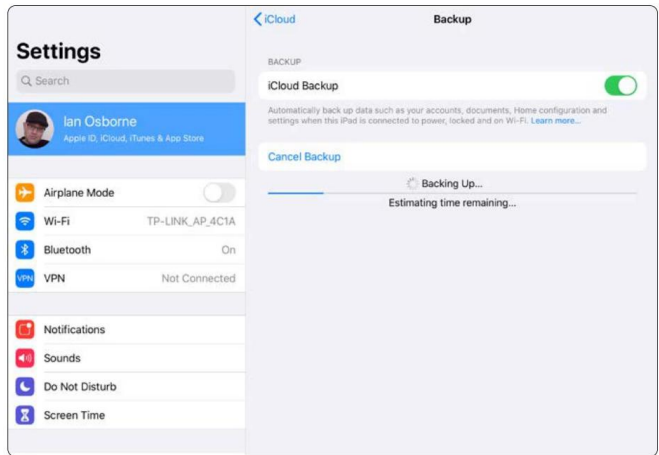 Settings
Search
Ian Osborne
Apple ID, iCloud, iTunes & App Store
Airplane Mode
Wi-Fi TP-LINK_AP_4C1A
Bluetooth On
VPN VPN Not Connected
Notifications
Sounds
Do Not Disturb
Screen Time
iCloud Backup
BACKUP
iCloud Backup
Automatically back up data such as your accounts, documents, Home configuration and
settings when this iPad is connected to power, locked and on Wi-Fi. Learn more...
Cancel Backup
Backing Up...
Estimating time remaining...